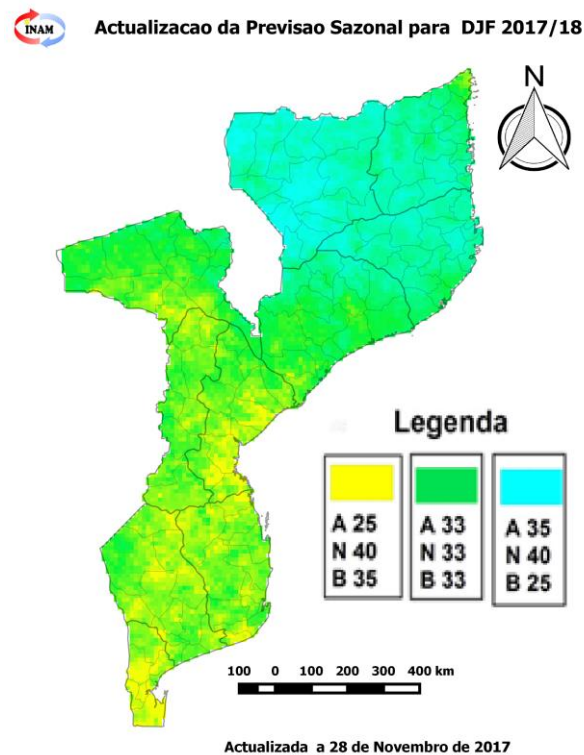 INAM
Actualizacao da Previsao Sazonal para DJF 2017/18
N
Legenda
A 25
N 40
B 35
A 33
N 33
B 33
A 35
N 40
B 25
100 0 100 200 300 400 km
Actualizada a 28 de Novembro de 2017